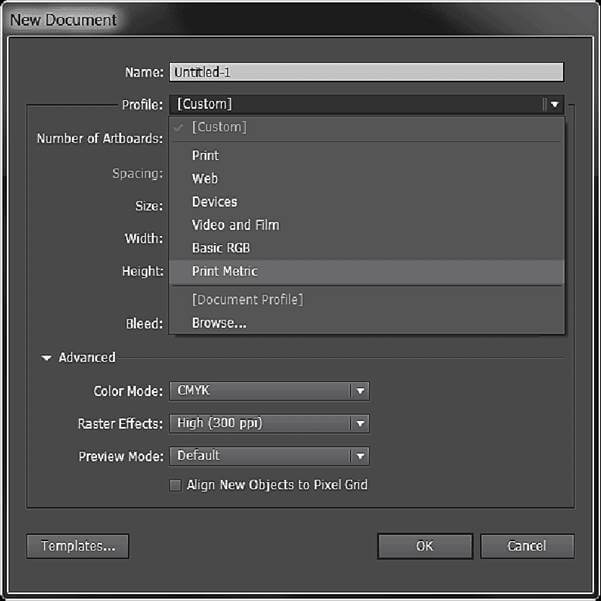 New Document
Name: Untitled-1
Profile: [Custom]
[Custom]
Number of Artboards:
Print
Spacing:
Web
Size:
Devices
Width:
Video and Film
Basic RGB
Height:
Print Metric
[Document Profile]
Bleed:
Browse...
Advanced
Color Mode: CMYK
Raster Effects: High (300 ppi)
Preview Mode: Default
Align New Objects to Pixel Grid
Templates... OK Cancel